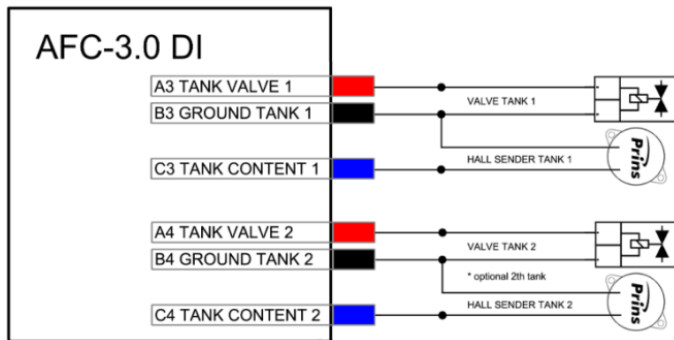 AFC-3.0 DI
A3 TANK VALVE 1
VALVE TANK 1
B3 GROUND TANK 1
Prins
HALL SENDER TANK 1
C3 TANK CONTENT 1
A4 TANK VALVE 2
VALVE TANK 2
B4 GROUND TANK 2
* optional 2th tank
Prins
HALL SENDER TANK 2
C4 TANK CONTENT 2